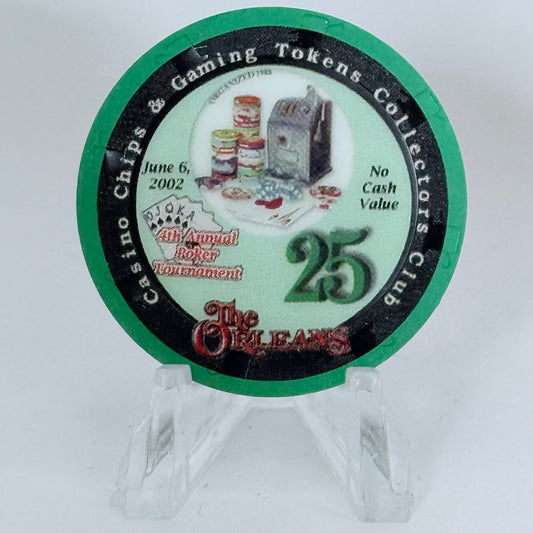 Casino Chips & Gaming Tokens Collectors Club
ORGANIZED 1988
June 6,
2002
No
Cash
Value
4th Annual
Poker
Tournament
25
The
ORLEANS